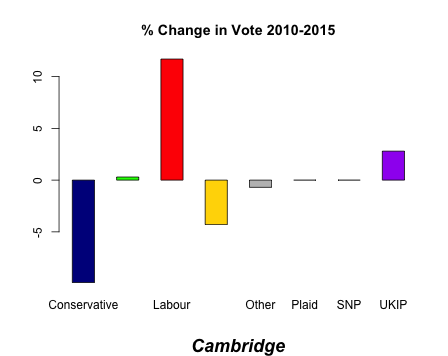 % Change in Vote 2010-2015
10
5
0
-5
Conservative Labour Other Plaid SNP UKIP
Cambridge